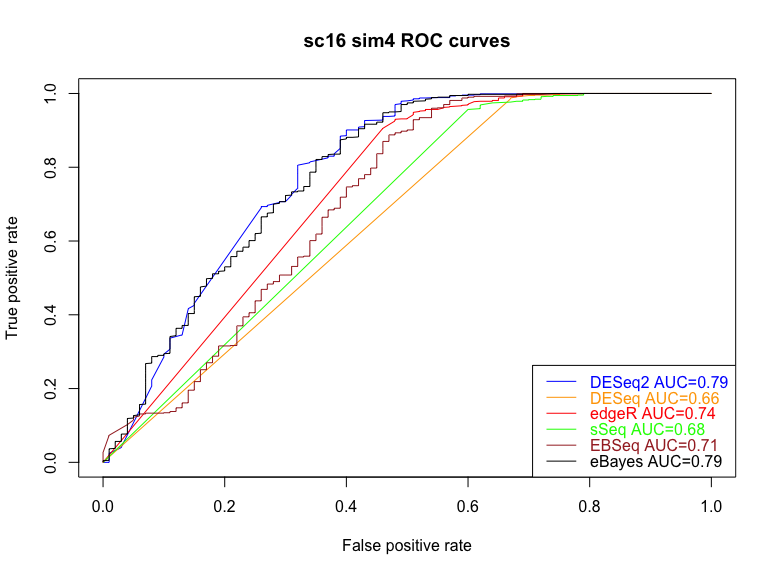 sc16 sim4 ROC curves
True positive rate
1.0
0.8
0.6
0.4
0.2
0.0
DESeq2 AUC=0.79
DESeq AUC=0.66
edgeR AUC=0.74
sSeq AUC=0.68
EBSeq AUC=0.71
eBayes AUC=0.79
0.0 0.2 0.4 0.6 0.8 1.0
False positive rate